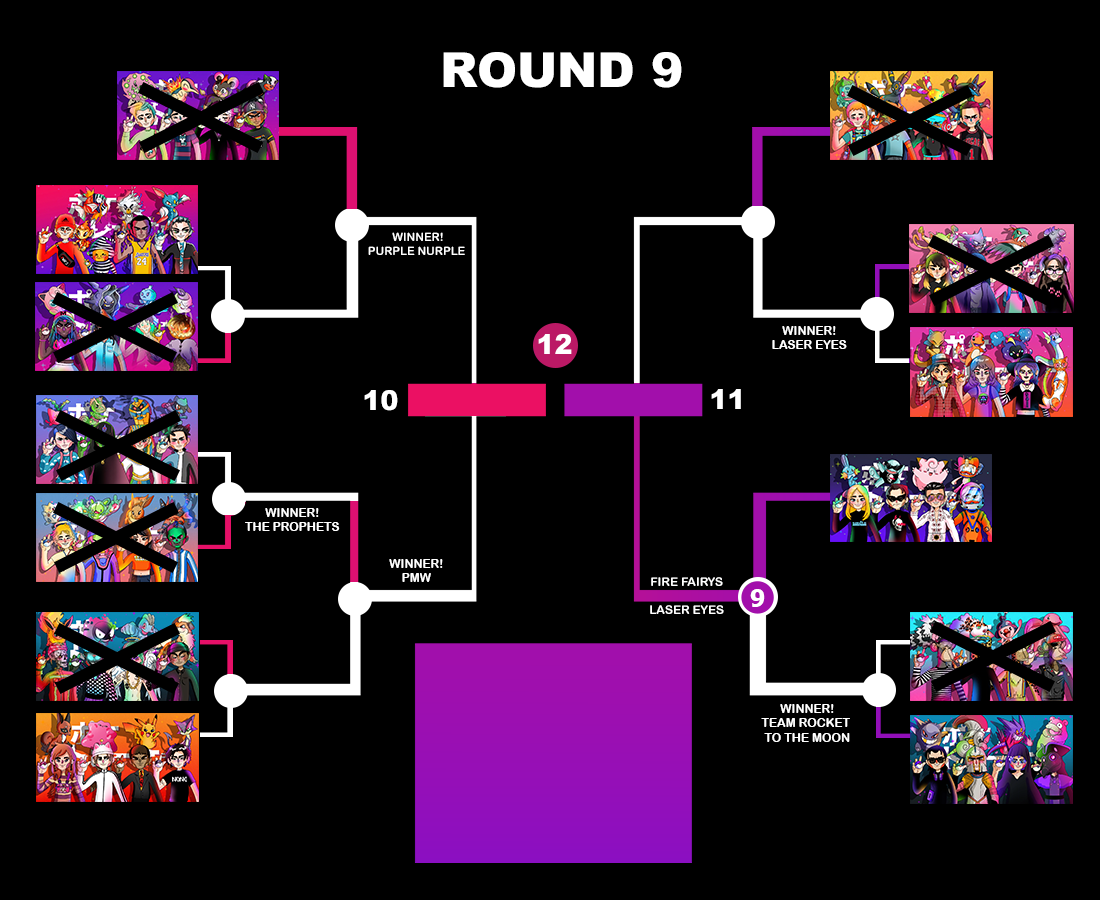 ROUND 9
WINNER!
PURPLE NURPLE
WINNER!
LASER EYES
12
10
11
WINNER!
THE PROPHETS
WINNER!
PMW
FIRE FAIRYS
LASER EYES
9
WINNER!
TEAM ROCKET
TO THE MOON
24